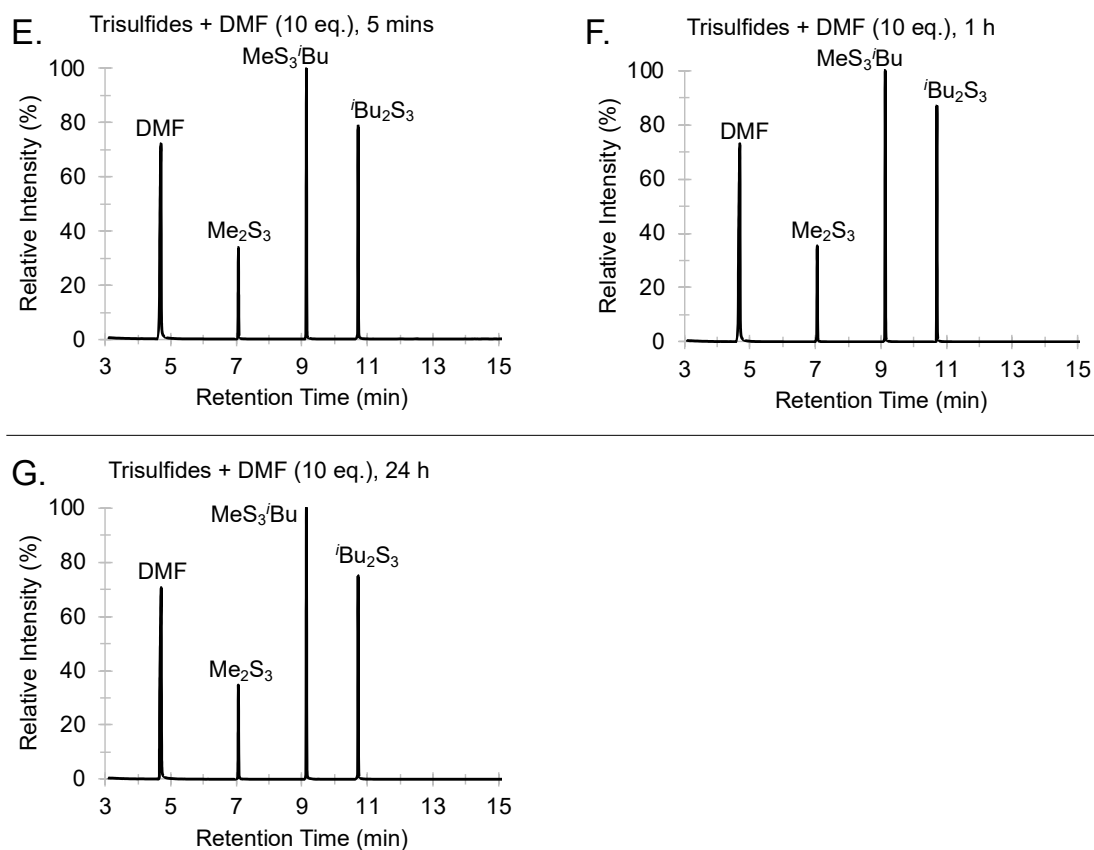 E.
Trisulfides + DMF (10 eq.), 5 mins
Relative Intensity (%)
100
80
60
40
20
0
DMF
Me₂S₃
MeS₃ⁱBu
ⁱBu₂S₃
3 5 7 9 11 13 15
Retention Time (min)
F.
Trisulfides + DMF (10 eq.), 1 h
Relative Intensity (%)
100
80
60
40
20
0
DMF
Me₂S₃
MeS₃ⁱBu
ⁱBu₂S₃
3 5 7 9 11 13 15
Retention Time (min)
G.
Trisulfides + DMF (10 eq.), 24 h
Relative Intensity (%)
100
80
60
40
20
0
DMF
Me₂S₃
MeS₃ⁱBu
ⁱBu₂S₃
3 5 7 9 11 13 15
Retention Time (min)